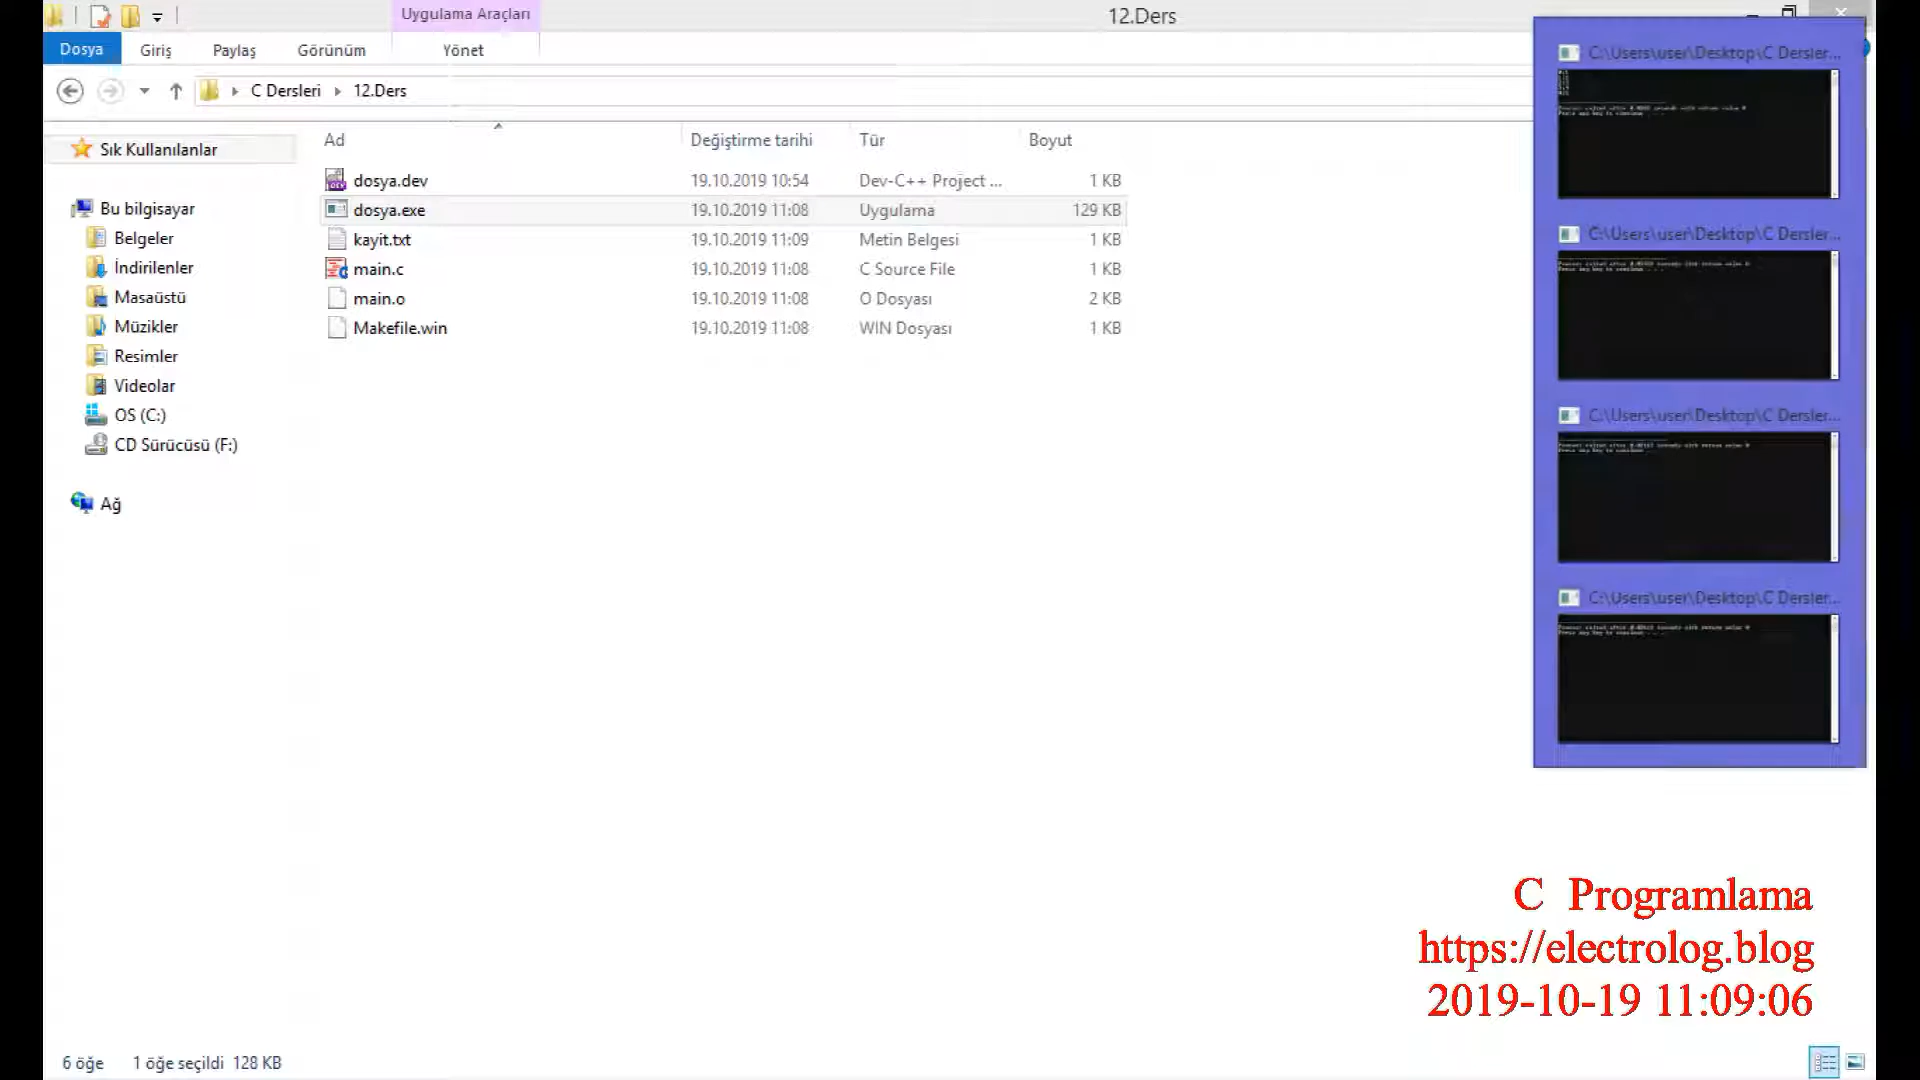 Uygulama Araçları
12.Ders
Dosya
Giriş
Paylaş
Görünüm
Yönet
C Dersleri
12.Ders
Ad
Değiştirme tarihi
Tür
Boyut
dosya.dev 19.10.2019 10:54 Dev-C++ Project ... 1 KB
dosya.exe 19.10.2019 11:08 Uygulama 129 KB
kayit.txt 19.10.2019 11:09 Metin Belgesi 1 KB
main.c 19.10.2019 11:08 C Source File 1 KB
main.o 19.10.2019 11:08 O Dosyası 2 KB
Makefile.win 19.10.2019 11:08 WIN Dosyası 1 KB
Sık Kullanılanlar
Bu bilgisayar
Belgeler
İndirilenler
Masaüstü
Müzikler
Resimler
Videolar
OS (C:)
CD Sürücüsü (F:)
Ağ
C:\Users\user\Desktop\C Dersler...
C:\Users\user\Desktop\C Dersler...
C:\Users\user\Desktop\C Dersler...
C:\Users\user\Desktop\C Dersler...
C Programlama
https://electrolog.blog
2019-10-19 11:09:06
6 öğe
1 öğe seçildi 128 KB